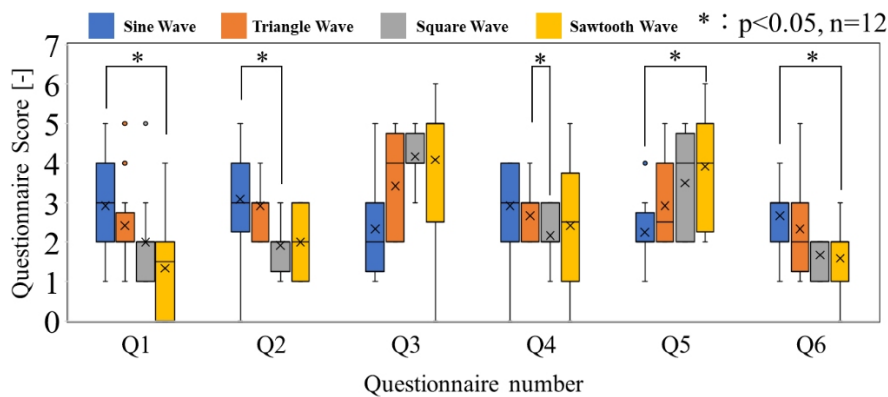 Sine Wave Triangle Wave Square Wave Sawtooth Wave * : p<0.05, n=12
7
6
5
4
3
2
1
0
Questionnaire Score [-]
* * * * *
Q1 Q2 Q3 Q4 Q5 Q6
Questionnaire number